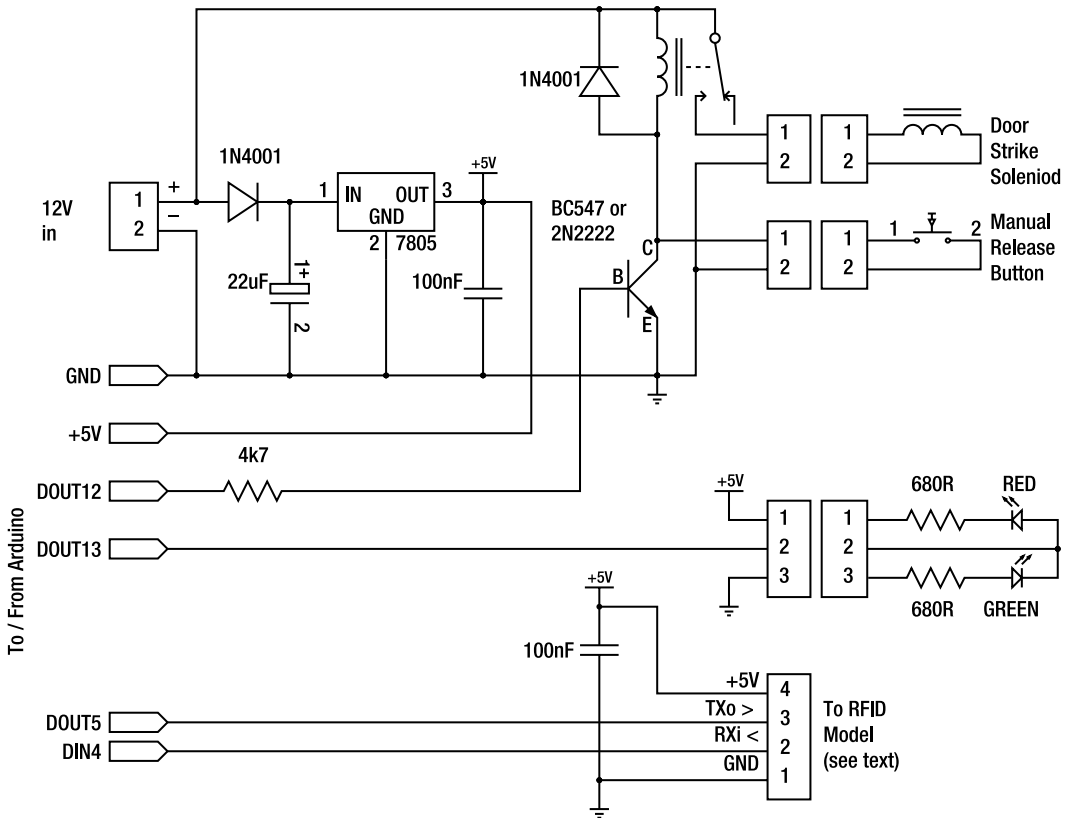 1N4001
1
2
1
2
Door
Strike
Soleniod
12V
in
1
2
+
−
1N4001
1
IN
OUT
GND
3
2
7805
+5V
22uF
1+
2
100nF
BC547 or
2N2222
C
B
E
1
2
1
2
1
2
Manual
Release
Button
GND
+5V
DOUT12
4k7
DOUT13
To / From Arduino
+5V
1
2
3
1
2
3
680R
RED
680R
GREEN
+5V
100nF
DOUT5
DIN4
+5V
TXo >
RXi <
GND
4
3
2
1
To RFID
Model
(see text)